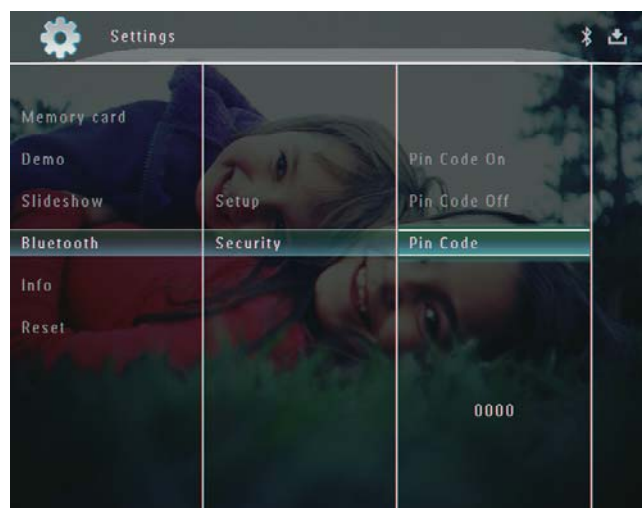 Settings
Memory card
Demo
Slideshow
Bluetooth
Info
Reset
Setup
Security
Pin Code On
Pin Code Off
Pin Code
0000